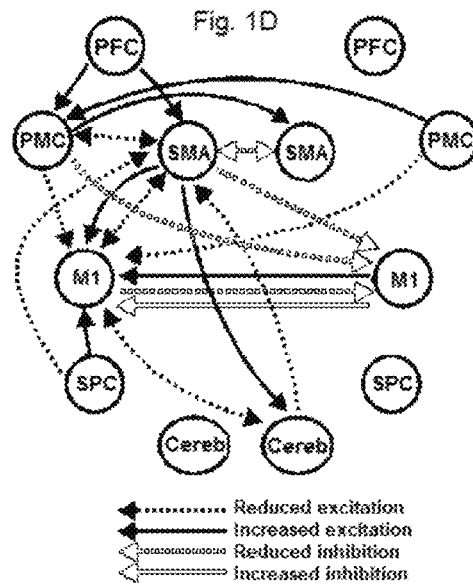 Fig. 1D
PFC PFC
PMC SMA SMA PMC
M1 M1
SPC SPC
Cereb Cereb
Reduced excitation
Increased excitation
Reduced inhibition
Increased inhibition